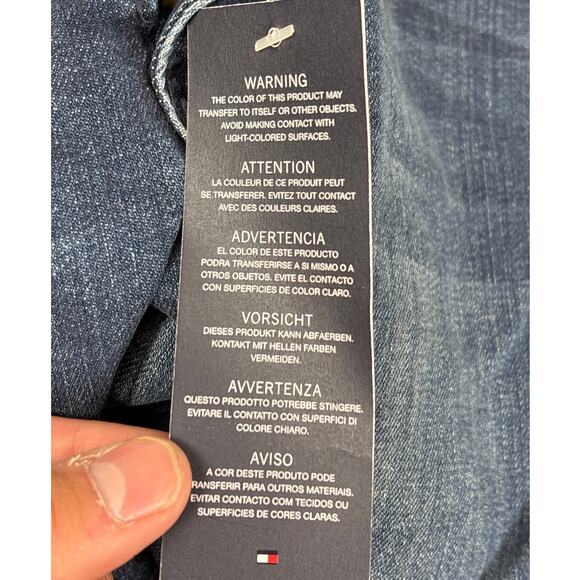 WARNING
THE COLOR OF THIS PRODUCT MAY
TRANSFER TO ITSELF OR OTHER OBJECTS.
AVOID MAKING CONTACT WITH
LIGHT-COLORED SURFACES.
ATTENTION
LA COULEUR DE CE PRODUIT PEUT
SE TRANSFERER. EVITEZ TOUT CONTACT
AVEC DES COULEURS CLAIRES.
ADVERTENCIA
EL COLOR DE ESTE PRODUCTO
PODRA TRANSFERIRSE A SI MISMO O A
OTROS OBJETOS. EVITE EL CONTACTO
CON SUPERFICIES DE COLOR CLARO.
VORSICHT
DIESES PRODUKT KANN ABFAERBEN.
KONTAKT MIT HELLEN FARBEN
VERMEIDEN.
AVVERTENZA
QUESTO PRODOTTO POTREBBE STINGERE.
EVITARE IL CONTATTO CON SUPERFICI DI
COLORE CHIARO.
AVISO
A COR DESTE PRODUTO PODE
TRANSFERIR PARA OUTROS MATERIAIS.
EVITAR CONTACTO COM TECIDOS OU
SUPERFICIES DE CORES CLARAS.